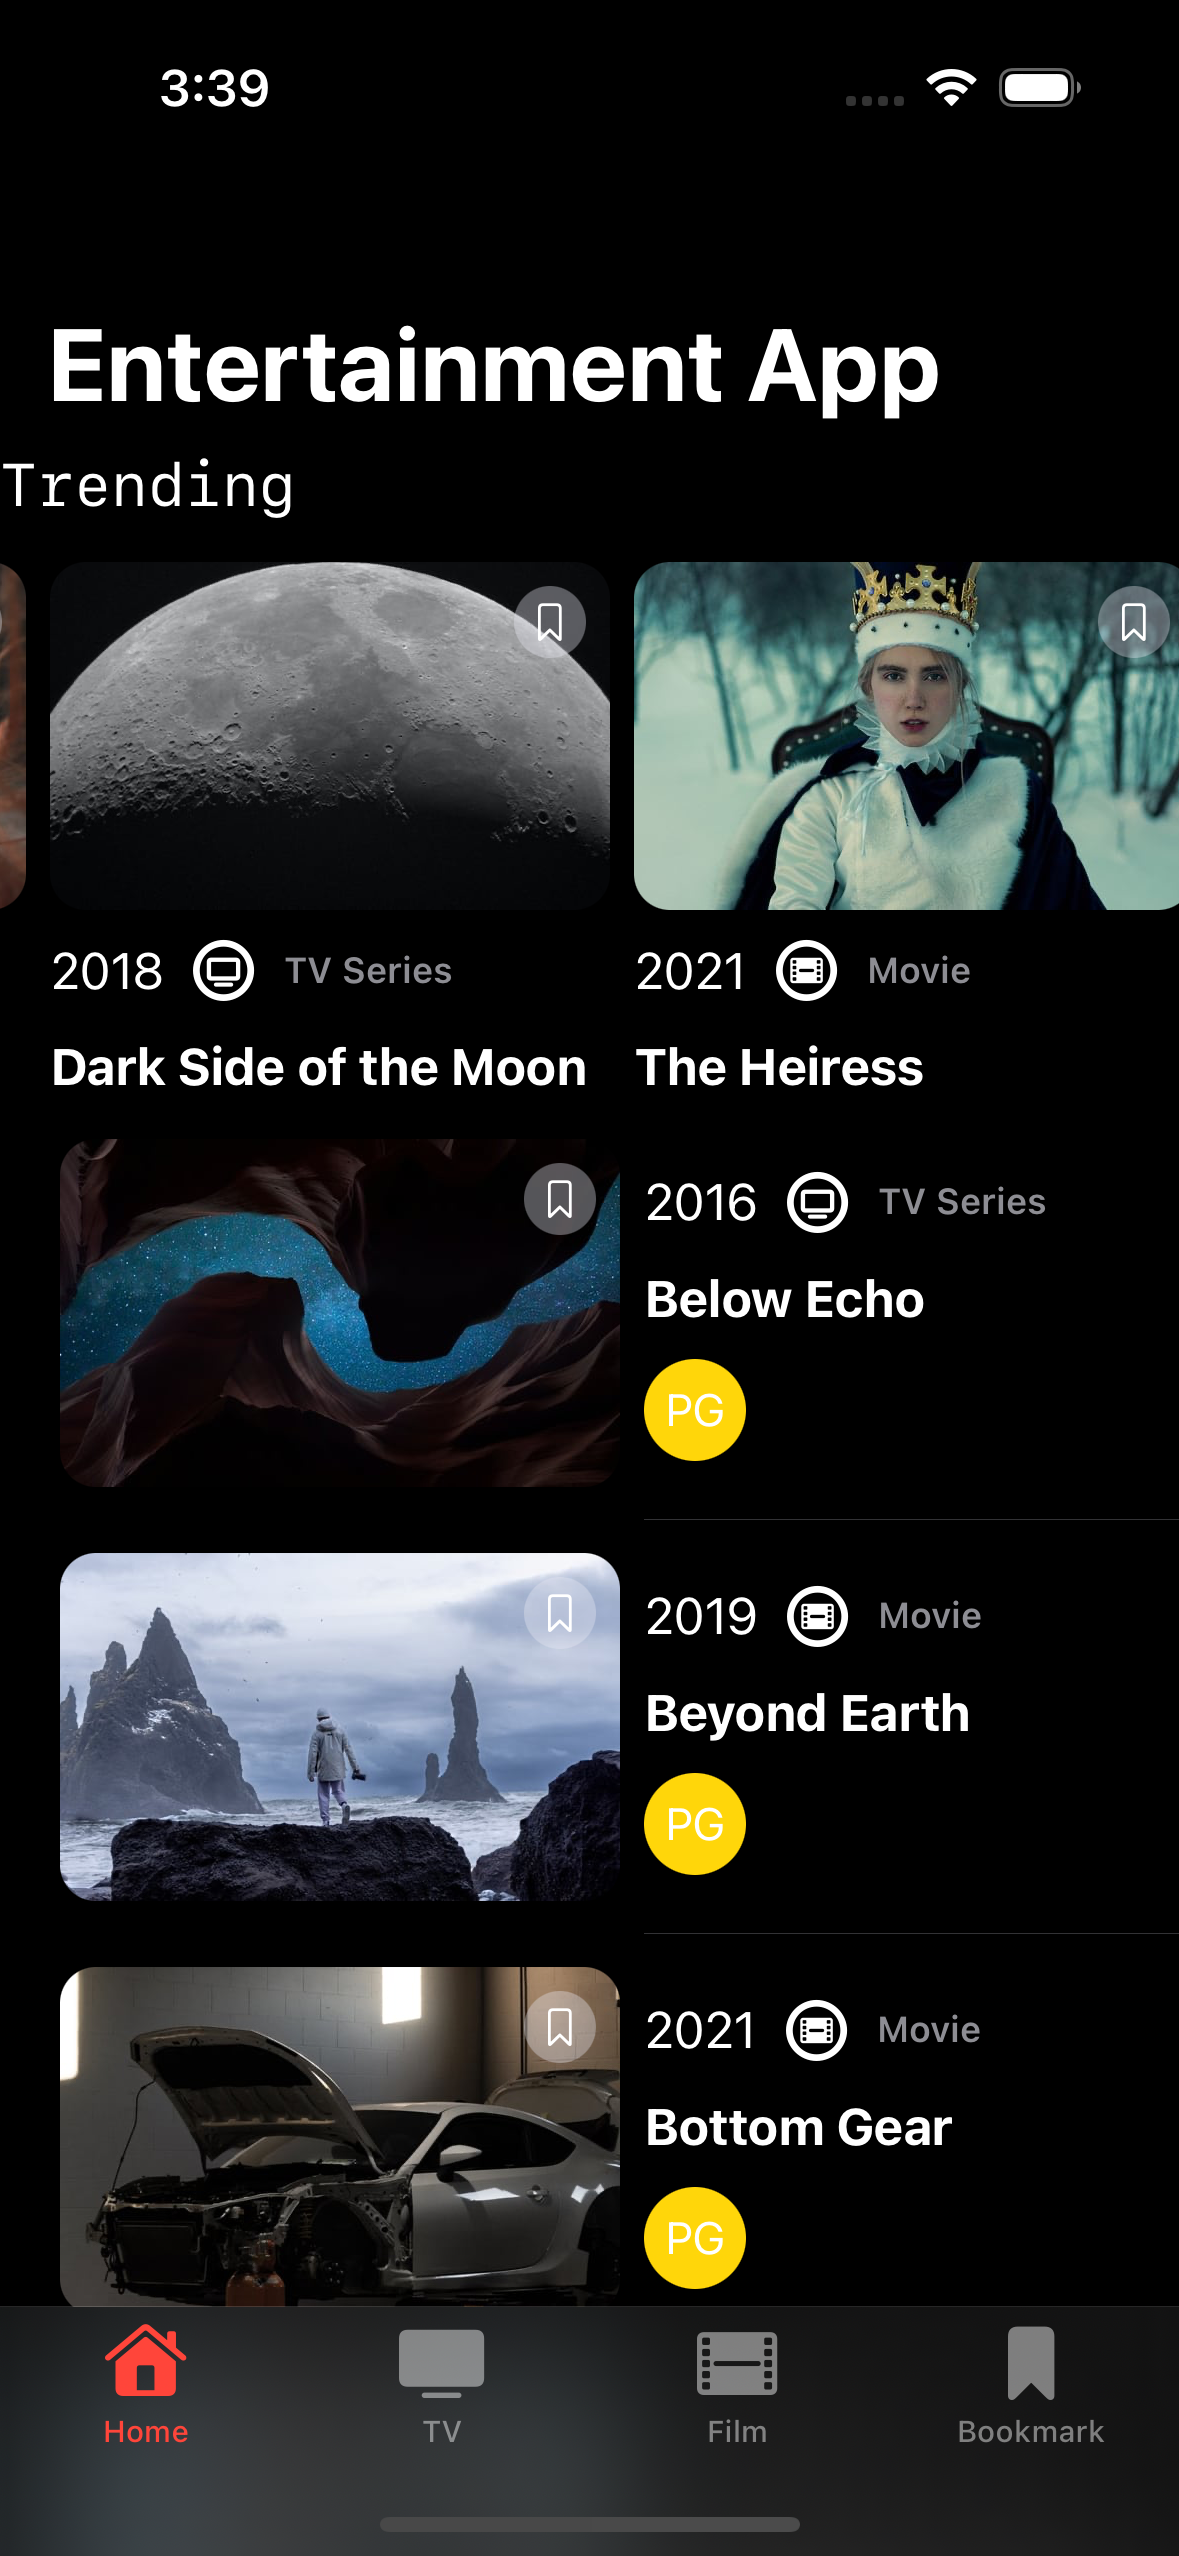 3:39
Entertainment App
Trending
2018 TV Series
Dark Side of the Moon
2021 Movie
The Heiress
2016 TV Series
Below Echo
PG
2019 Movie
Beyond Earth
PG
2021 Movie
Bottom Gear
PG
Home TV Film Bookmark